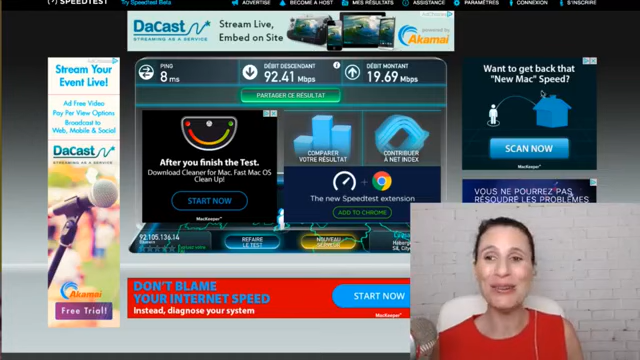 SPEEDTEST
Try Speedtest Beta
ADVERTISE
BECOME A HOST
MES RÉSULTATS
ASSISTANCE
PARAMÈTRES
CONNEXION
S'INSCRIRE
DaCast
STREAMING AS A SERVICE
Stream Live,
Embed on Site
powered by
Akamai
Stream Your
Event Live!
Ad Free Video
Pay Per View Options
Broadcast to
Web, Mobile & Social
DaCast
STREAMING AS A SERVICE
Akamai
Free Trial!
PING
8 ms
DÉBIT DESCENDANT
92.41 Mbps
DÉBIT MONTANT
19.69 Mbps
PARTAGER CE RÉSULTAT
After you finish the Test.
Download Cleaner for Mac. Fast Mac OS
Clean Up!
START NOW
MacKeeper
COMPARER
VOTRE RÉSULTAT
CONTRIBUER
À NET INDEX
The new Speedtest extension
ADD TO CHROME
92.105.136.14
REFAIRE
LE TEST
NOUVEAU
SERVEUR
DON'T BLAME
YOUR INTERNET SPEED
Instead, diagnose your system
START NOW
MacKeeper
Want to get back that
"New Mac" Speed?
SCAN NOW
MacKeeper
VOUS NE POUVEZ PAS
RÉSOUDRE LES PROBLÈMES